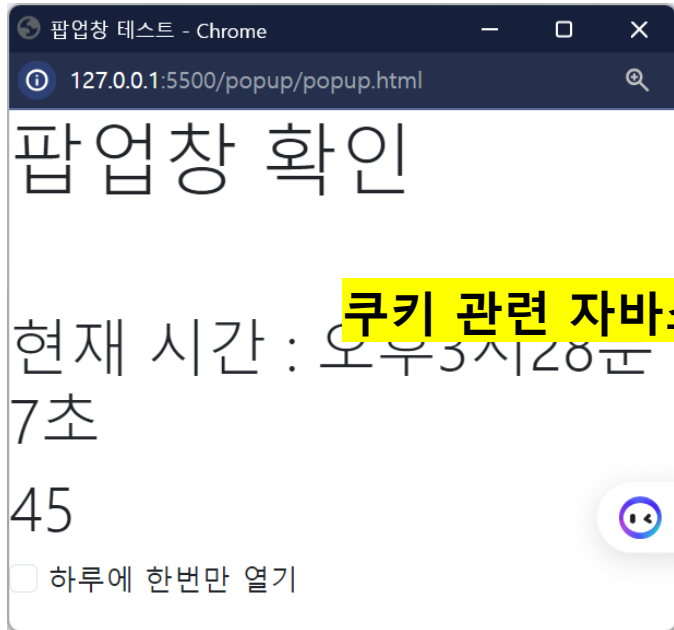 팝업창 테스트 - Chrome
127.0.0.1:5500/popup/popup.html
팝업창 확인
쿠키 관련 자바
현재 시간 : 오후3시28분
7초
45
하루에 한번만 열기